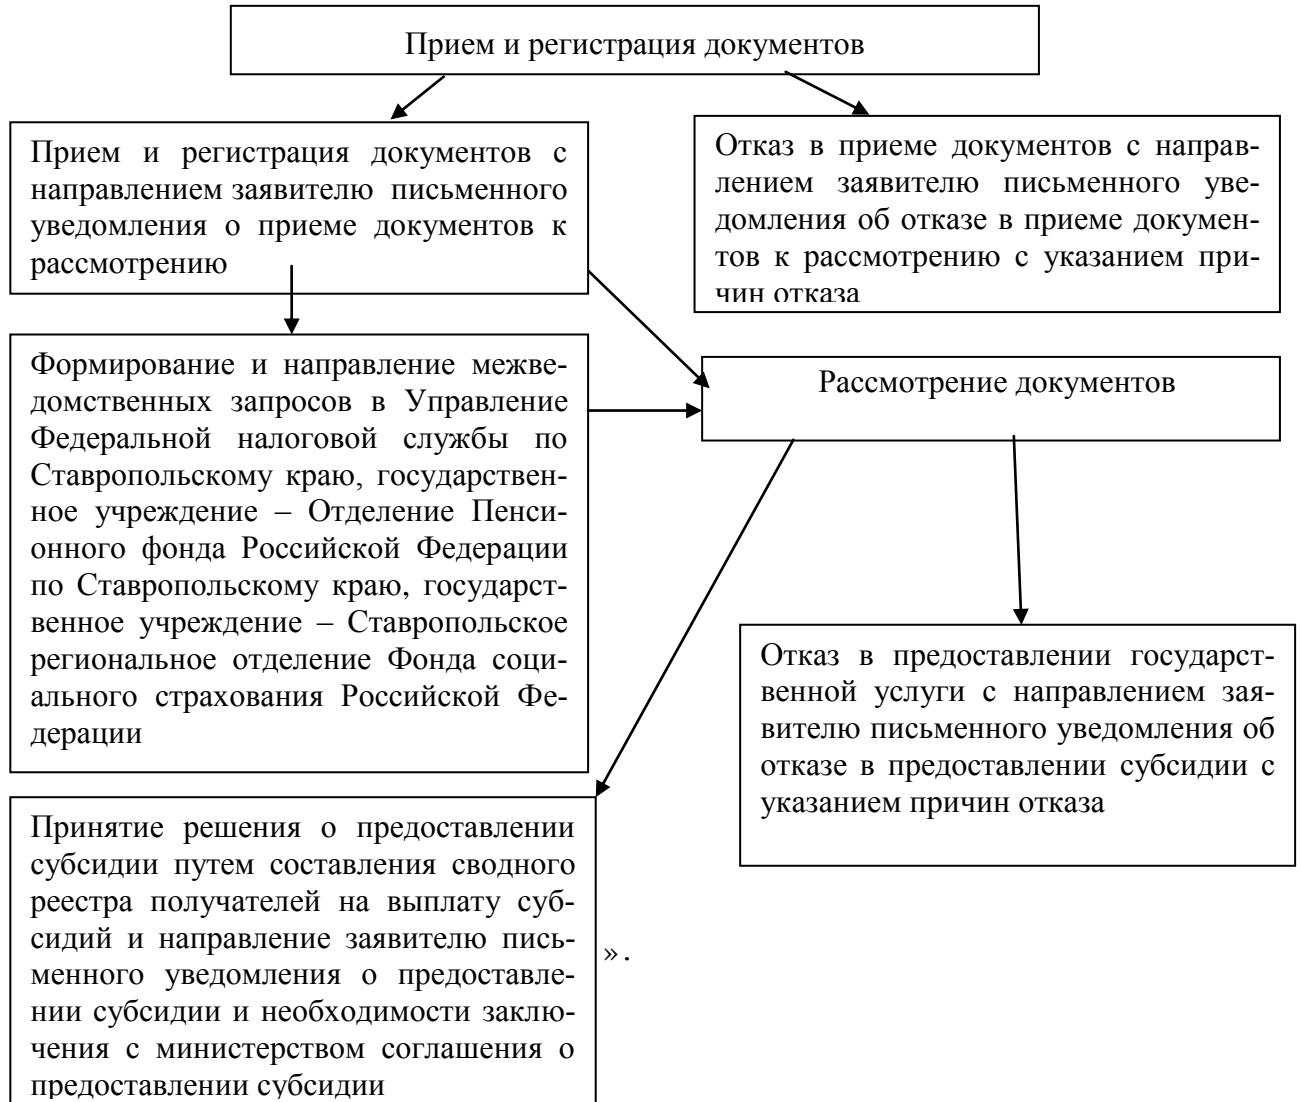 Прием и регистрация документов
Прием и регистрация документов с
направлением заявителю письменного
уведомления о приеме документов к
рассмотрению
Отказ в приеме документов с направ-
лением заявителю письменного уве-
домления об отказе в приеме докумен-
тов к рассмотрению с указанием при-
чин отказа
Формирование и направление межве-
домственных запросов в Управление
Федеральной налоговой службы по
Ставропольскому краю, государствен-
ное учреждение – Отделение Пенси-
онного фонда Российской Федерации
по Ставропольскому краю, государст-
венное учреждение – Ставропольское
региональное отделение Фонда соци-
ального страхования Российской Фе-
дерации
Рассмотрение документов
Отказ в предоставлении государст-
венной услуги с направлением зая-
вителю письменного уведомления об
отказе в предоставлении субсидии с
указанием причин отказа
Принятие решения о предоставлении
субсидии путем составления сводного
реестра получателей на выплату суб-
сидий и направление заявителю пись-
менного уведомления о предоставле-
нии субсидии и необходимости заклю-
чения с министерством соглашения о
предоставлении субсидии
».